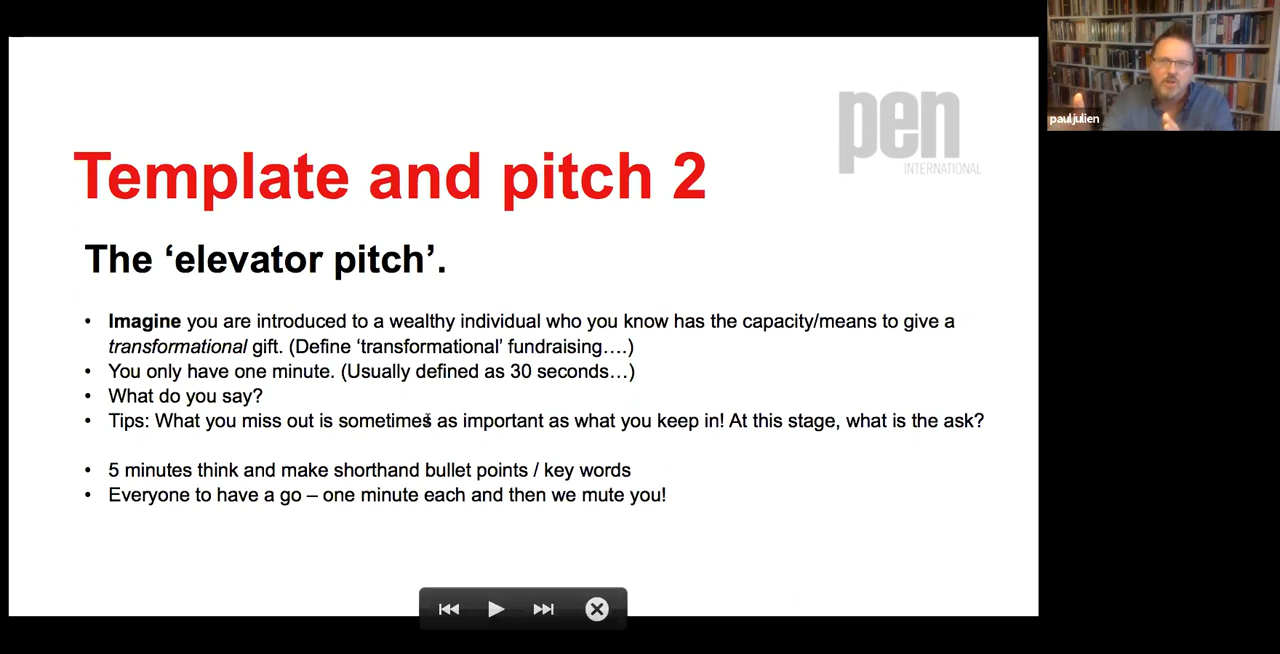 pen
INTERNATIONAL
pauljulien
Template and pitch 2
The ‘elevator pitch’.
• Imagine you are introduced to a wealthy individual who you know has the capacity/means to give a
transformational gift. (Define ‘transformational’ fundraising….)
• You only have one minute. (Usually defined as 30 seconds…)
• What do you say?
• Tips: What you miss out is sometimes as important as what you keep in! At this stage, what is the ask?
• 5 minutes think and make shorthand bullet points / key words
• Everyone to have a go – one minute each and then we mute you!